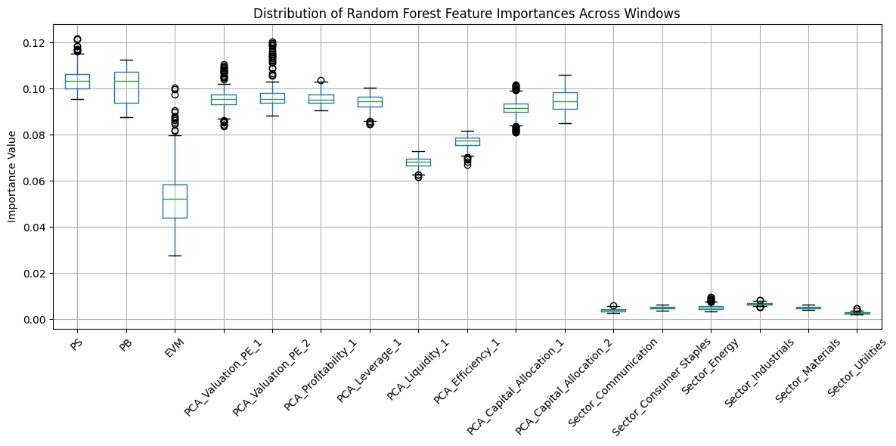 Distribution of Random Forest Feature Importances Across Windows
Importance Value
0.12
0.10
0.08
0.06
0.04
0.02
0.00
PS
PB
EVM
PCA_Valuation_PE_1
PCA_Valuation_PE_2
PCA_Profitability_1
PCA_Leverage_1
PCA_Liquidity_1
PCA_Efficiency_1
PCA_Capital_Allocation_1
PCA_Capital_Allocation_2
Sector_Communication
Sector_Consumer Staples
Sector_Energy
Sector_Industrials
Sector_Materials
Sector_Utilities